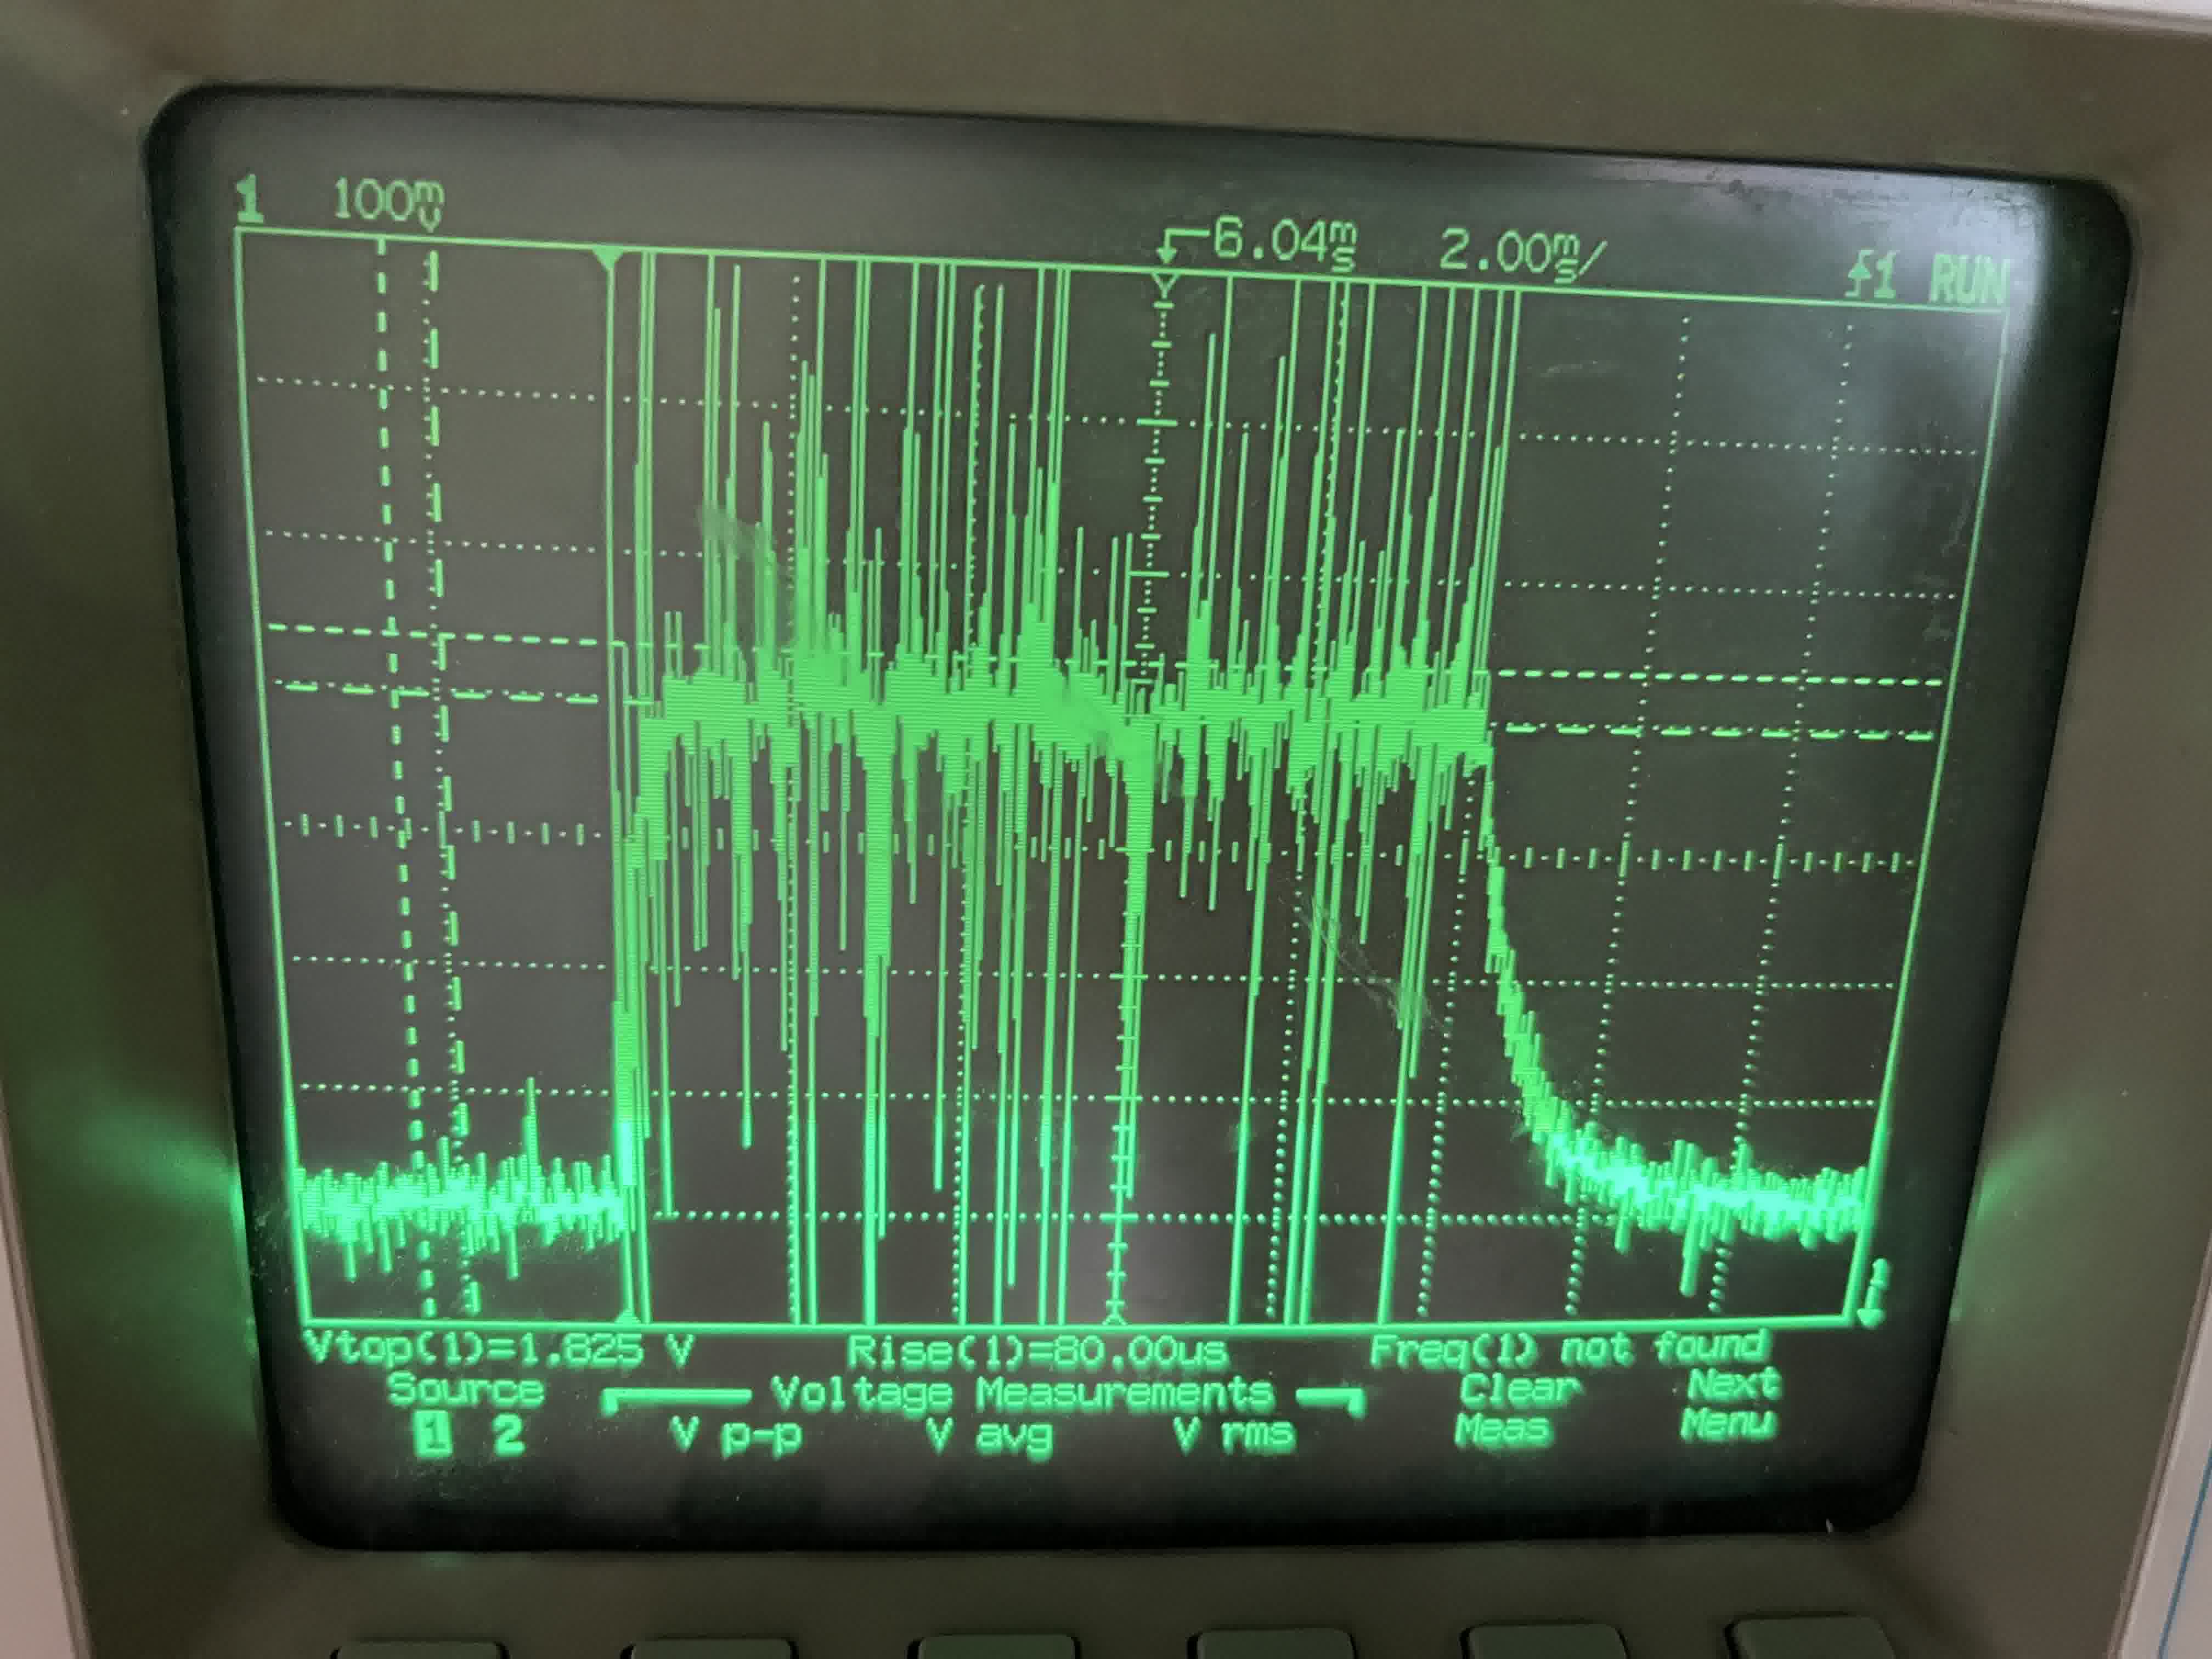 1 100mV 6.04ms 2.00ms/ 1 RUN
Vtop(1)=1.825 V Rise(1)=80.00us Freq(1) not found
Source Voltage Measurements Clear Next
1 2 V p-p V avg V rms Meas Menu